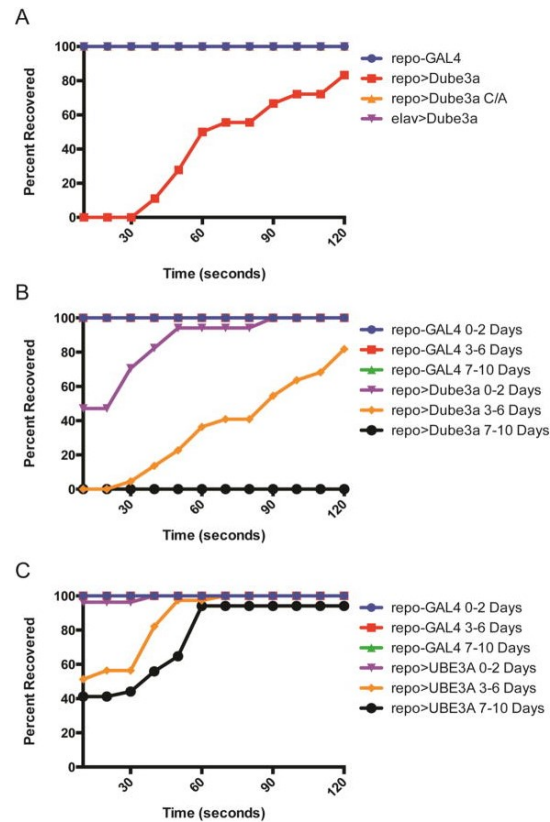 A
Percent Recovered
100
80
60
40
20
0
30
60
90
120
Time (seconds)
repo-GAL4
repo>Dube3a
repo>Dube3a C/A
elav>Dube3a
B
Percent Recovered
100
80
60
40
20
0
30
60
90
120
Time (seconds)
repo-GAL4 0-2 Days
repo-GAL4 3-6 Days
repo-GAL4 7-10 Days
repo>Dube3a 0-2 Days
repo>Dube3a 3-6 Days
repo>Dube3a 7-10 Days
C
Percent Recovered
100
80
60
40
20
0
30
60
90
120
Time (seconds)
repo-GAL4 0-2 Days
repo-GAL4 3-6 Days
repo-GAL4 7-10 Days
repo>UBE3A 0-2 Days
repo>UBE3A 3-6 Days
repo>UBE3A 7-10 Days